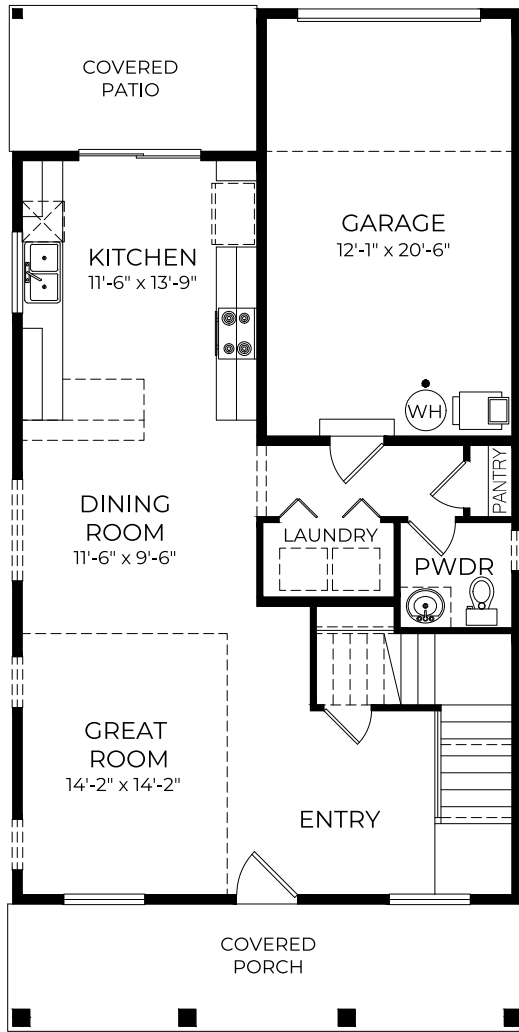 COVERED
PATIO
GARAGE
12'-1" x 20'-6"
KITCHEN
11'-6" x 13'-9"
WH
PANTRY
DINING
ROOM
11'-6" x 9'-6"
LAUNDRY
PWDR
GREAT
ROOM
14'-2" x 14'-2"
ENTRY
COVERED
PORCH